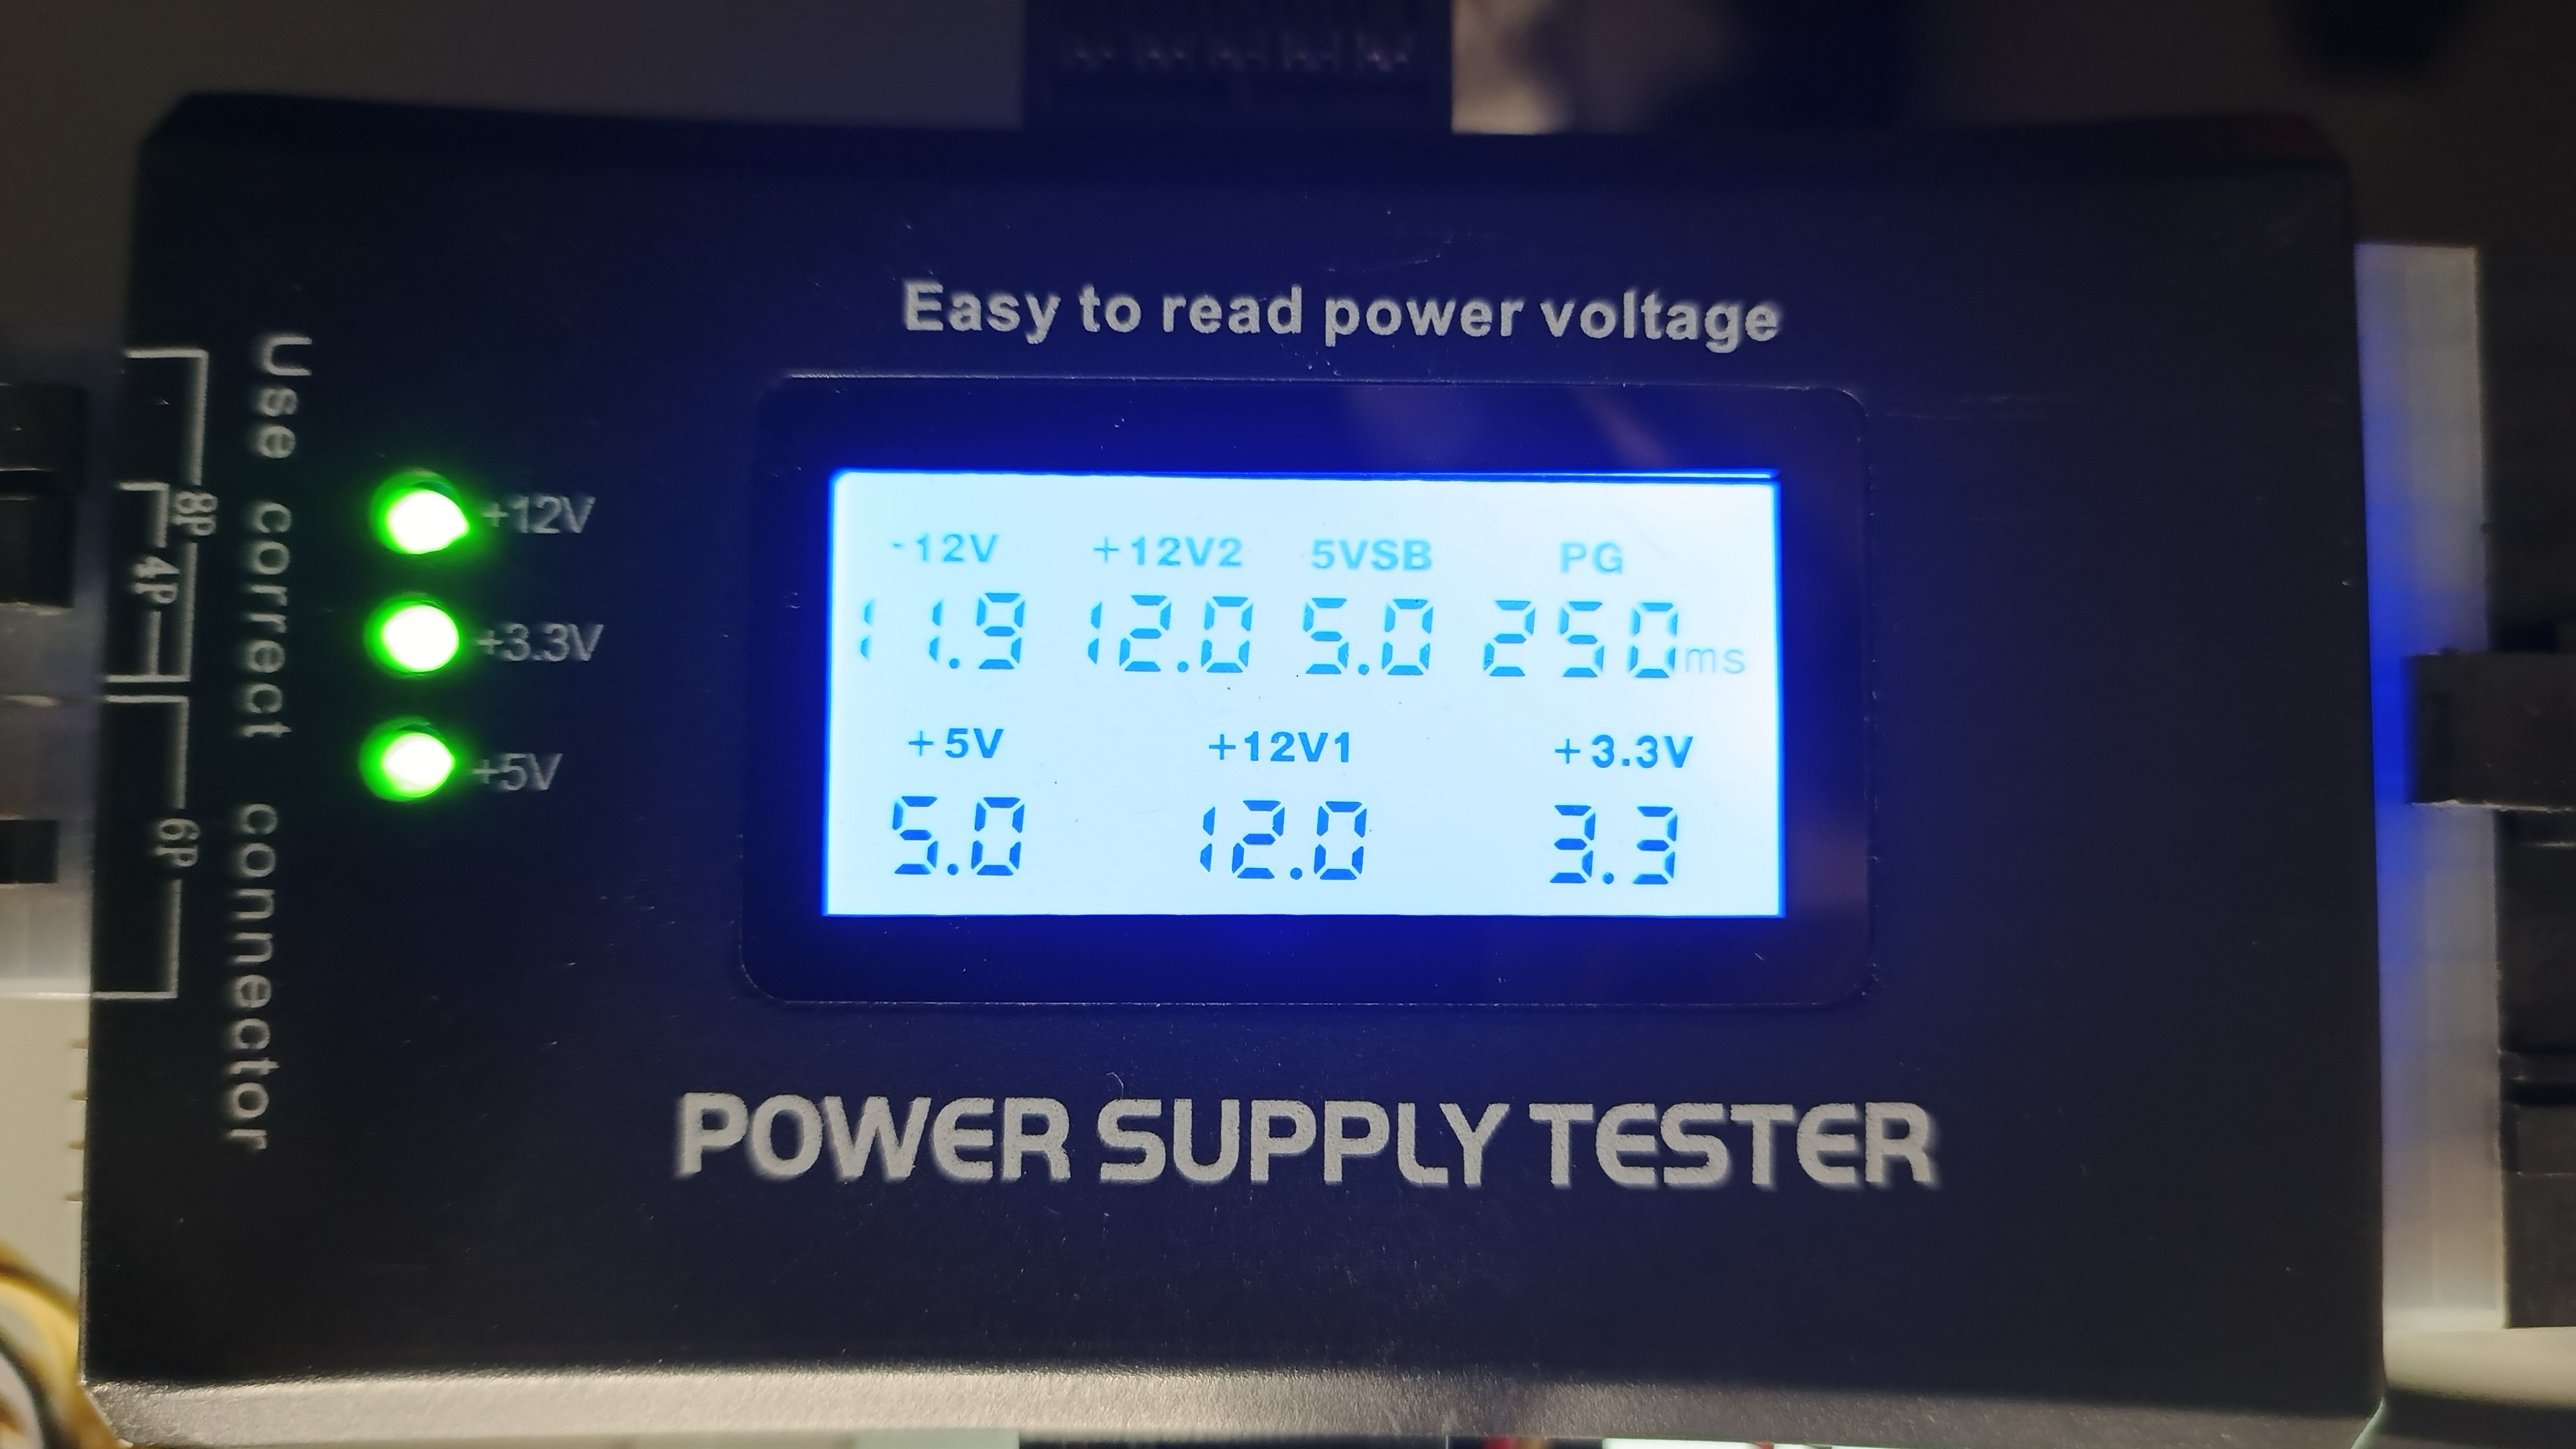 Easy to read power voltage
Use correct connector
8P
4P
6P
+12V
+3.3V
+5V
-12V +12V2 5VSB PG
11.9 12.0 5.0 250ms
+5V +12V1 +3.3V
5.0 12.0 3.3
POWER SUPPLY TESTER